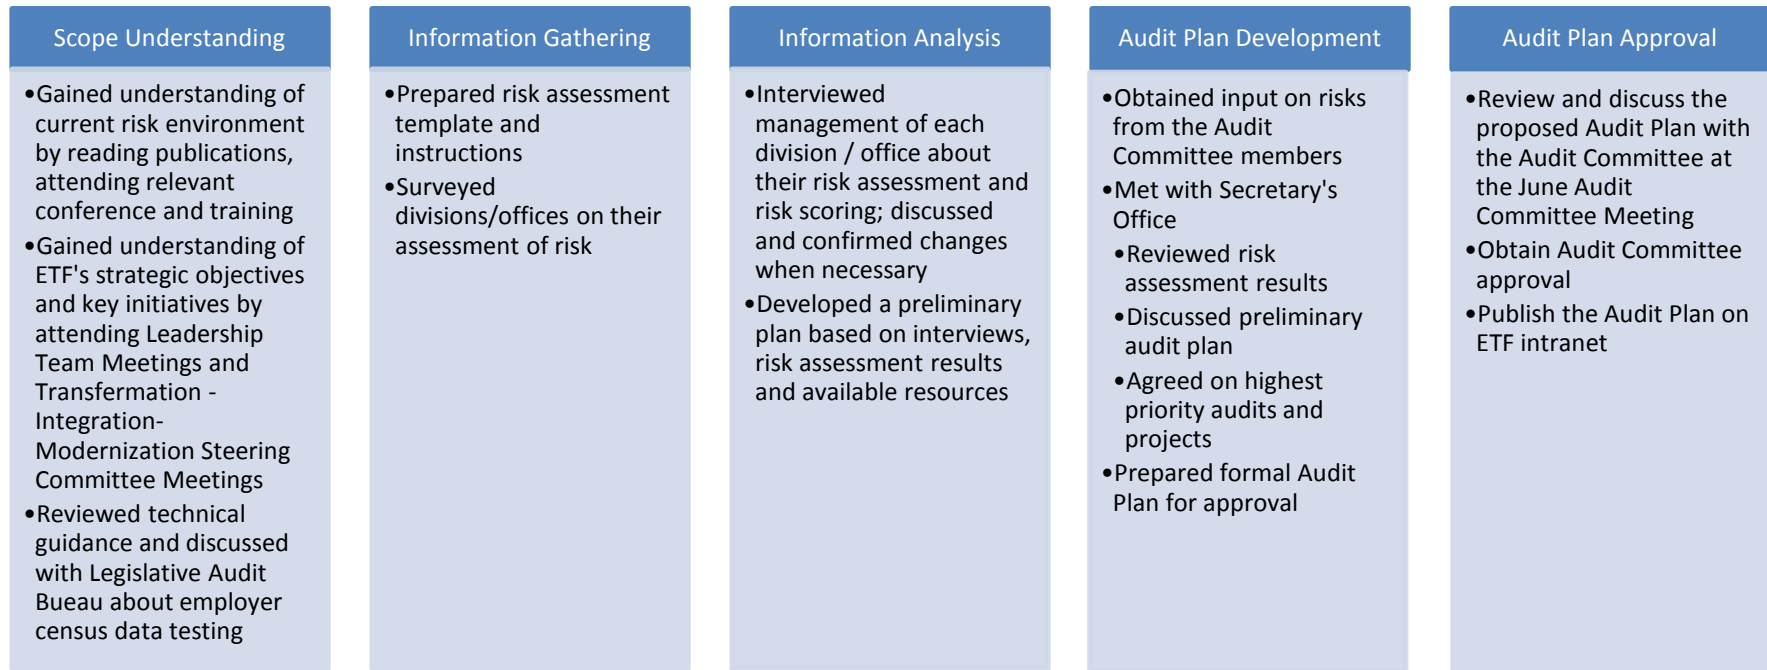 Scope Understanding
•Gained understanding of
current risk environment
by reading publications,
attending relevant
conference and training
•Gained understanding of
ETF's strategic objectives
and key initiatives by
attending Leadership
Team Meetings and
Transfermation -
Integration-
Modernization Steering
Committee Meetings
•Reviewed technical
guidance and discussed
with Legislative Audit
Bueau about employer
census data testing
Information Gathering
•Prepared risk assessment
template and
instructions
•Surveyed
divisions/offices on their
assessment of risk
Information Analysis
•Interviewed
management of each
division / office about
their risk assessment and
risk scoring; discussed
and confirmed changes
when necessary
•Developed a preliminary
plan based on interviews,
risk assessment results
and available resources
Audit Plan Development
•Obtained input on risks
from the Audit
Committee members
•Met with Secretary's
Office
•Reviewed risk
assessment results
•Discussed preliminary
audit plan
•Agreed on highest
priority audits and
projects
•Prepared formal Audit
Plan for approval
Audit Plan Approval
•Review and discuss the
proposed Audit Plan with
the Audit Committee at
the June Audit
Committee Meeting
•Obtain Audit Committee
approval
•Publish the Audit Plan on
ETF intranet